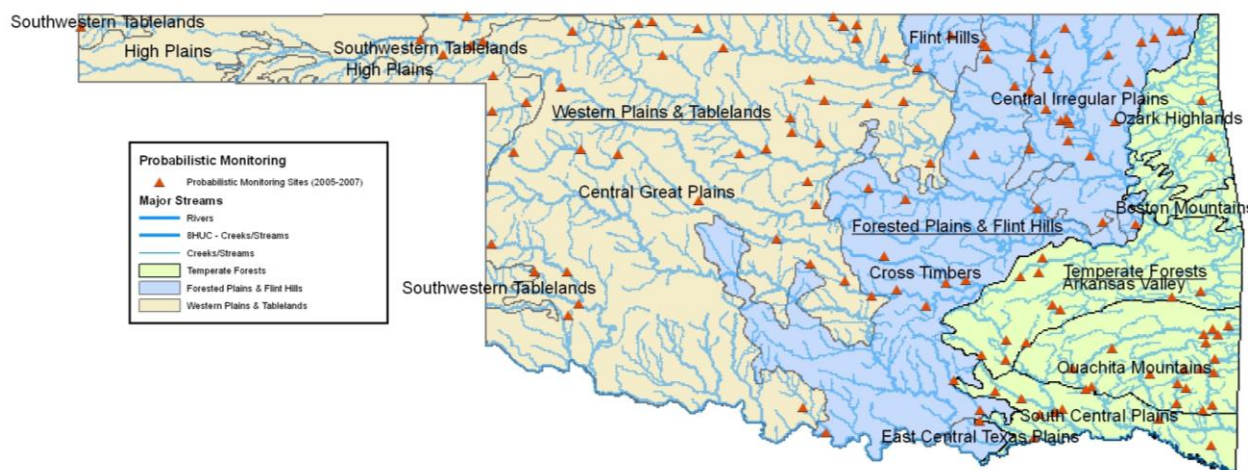 Southwestern Tablelands
High Plains
Southwestern Tablelands
High Plains
Flint Hills
Central Irregular Plains
Western Plains & Tablelands
Ozark Highlands
Probabilistic Monitoring
Probabilistic Monitoring Sites (2005-2007)
Major Streams
Rivers
8HUC - Creeks/Streams
Creeks/Streams
Temperate Forests
Forested Plains & Flint Hills
Western Plains & Tablelands
Central Great Plains
Boston Mountains
Forested Plains & Flint Hills
Cross Timbers
Temperate Forests
Arkansas Valley
Southwestern Tablelands
Ouachita Mountains
South Central Plains
East Central Texas Plains